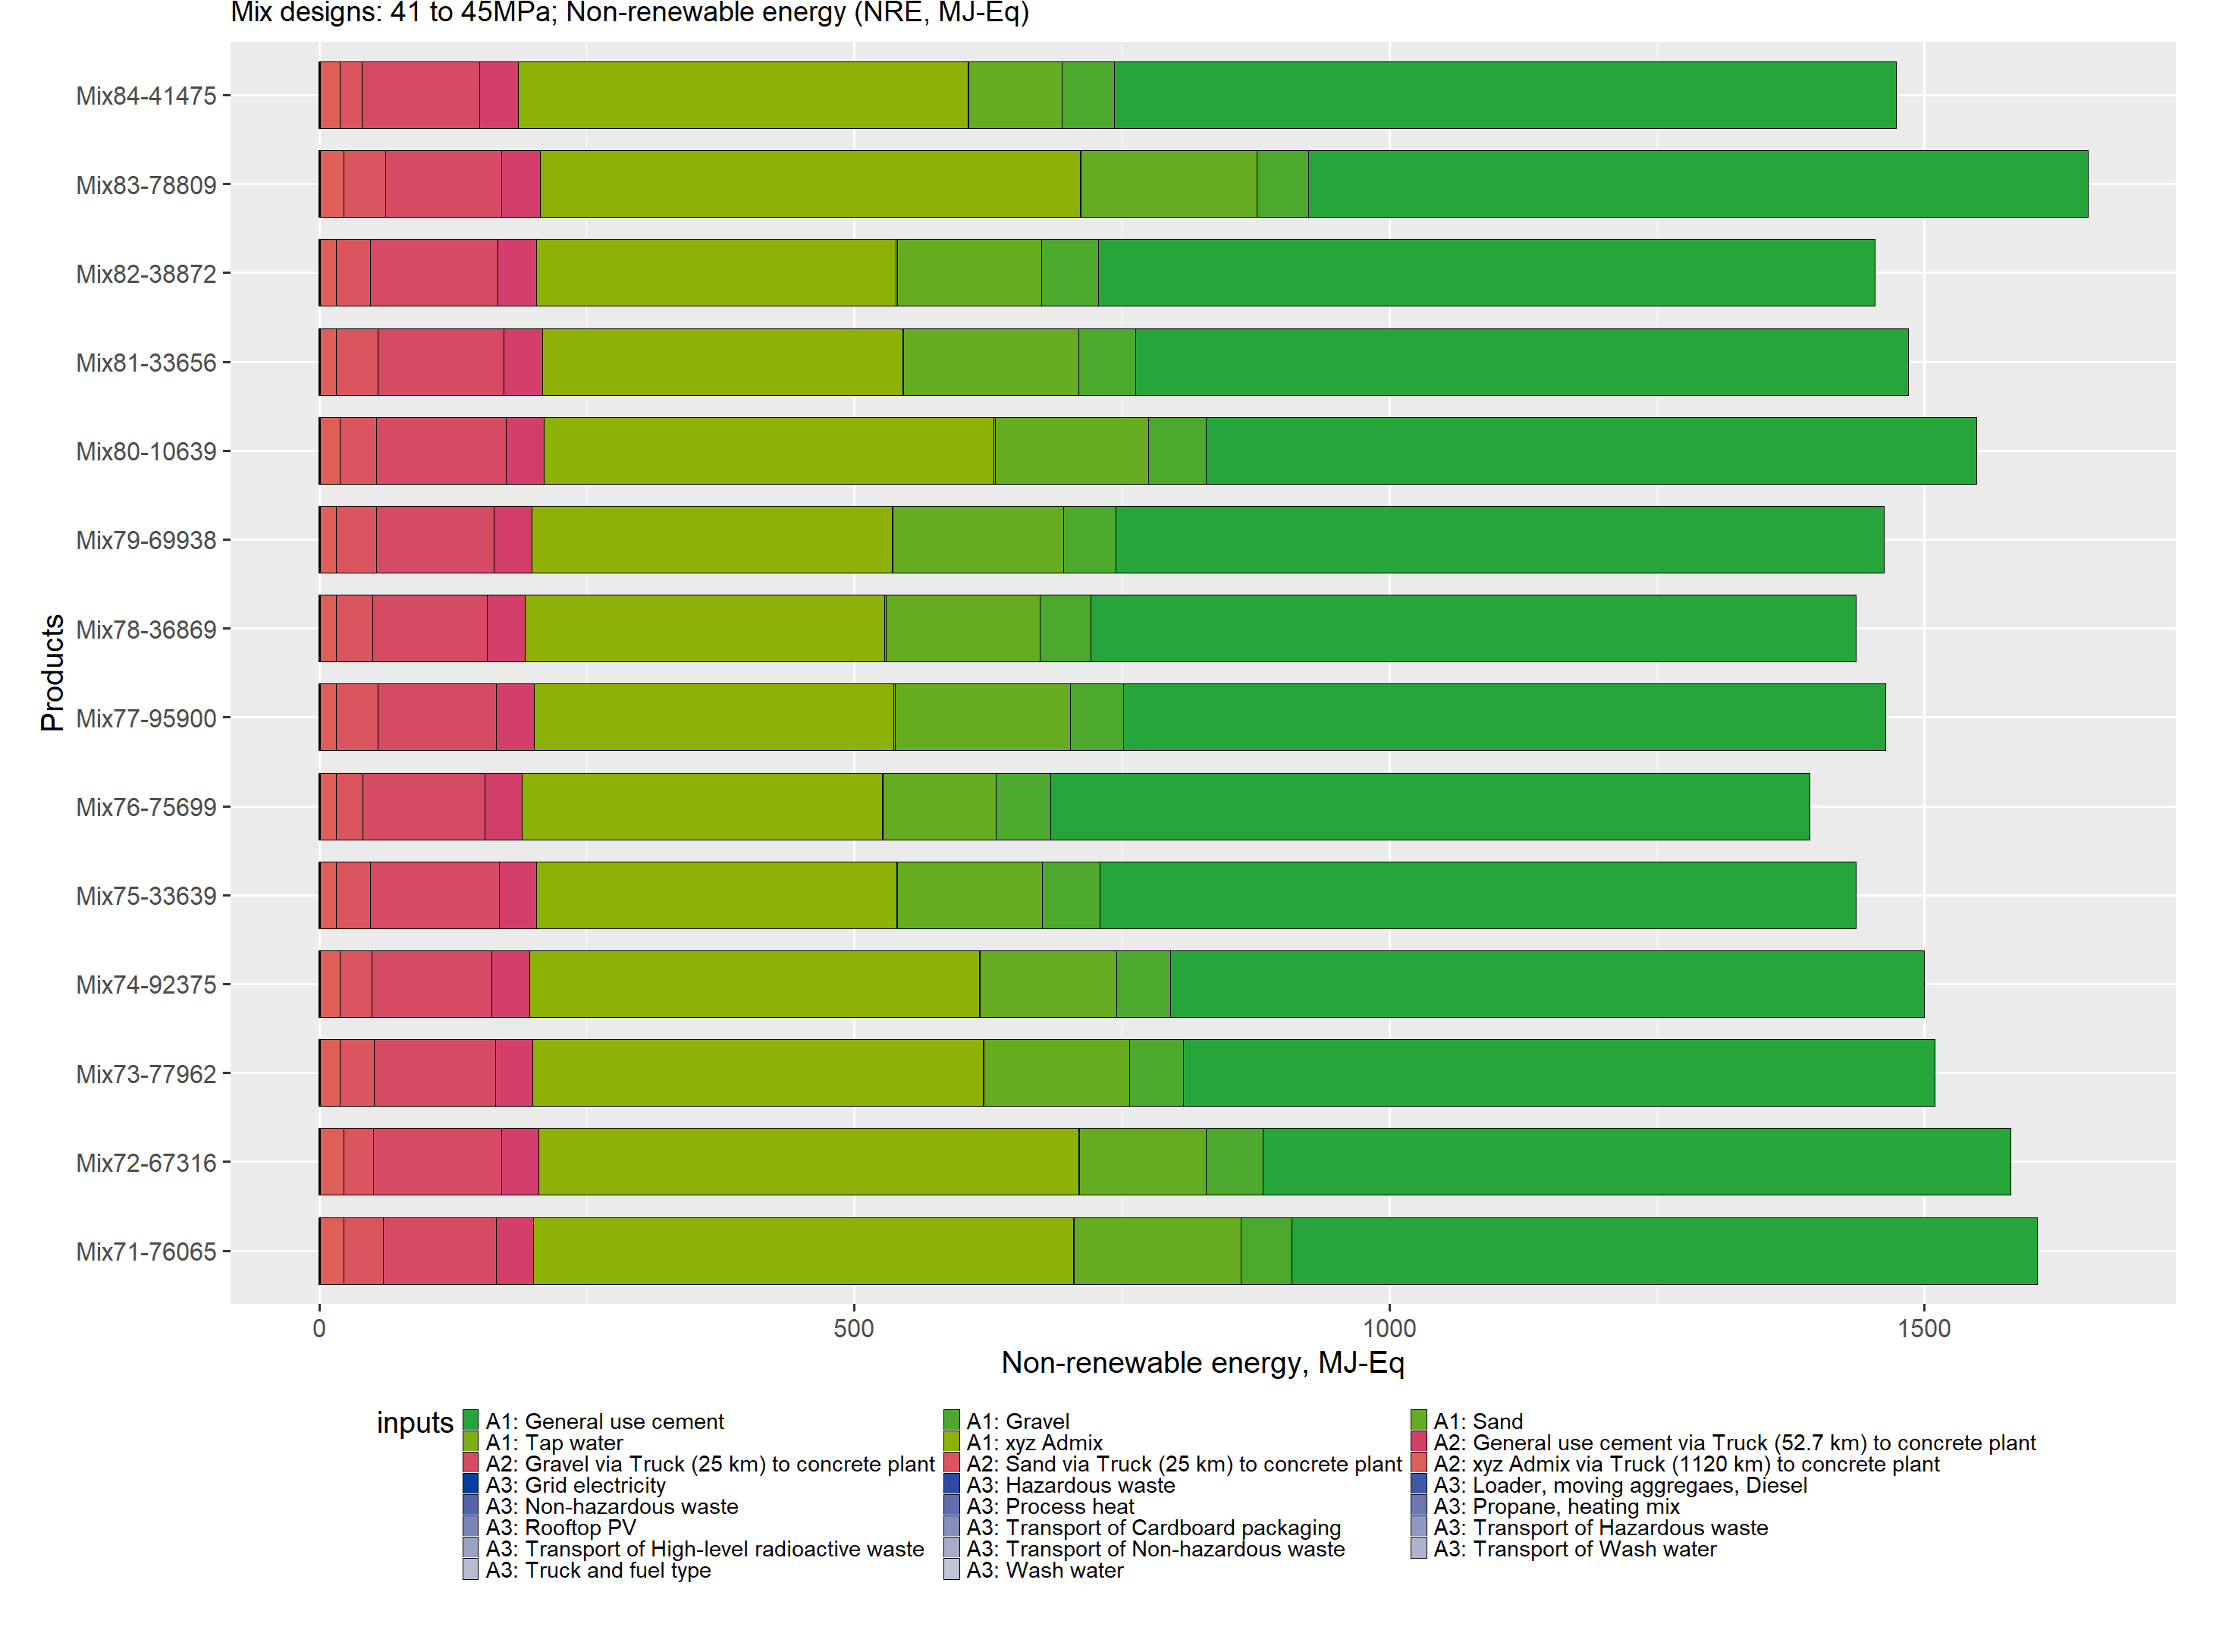 Mix designs: 41 to 45MPa; Non-renewable energy (NRE, MJ-Eq)
Mix84-41475
Mix83-78809
Mix82-38872
Mix81-33656
Mix80-10639
Mix79-69938
Mix78-36869
Mix77-95900
Mix76-75699
Mix75-33639
Mix74-92375
Mix73-77962
Mix72-67316
Mix71-76065
Products
0 500 1000 1500
Non-renewable energy, MJ-Eq
inputs
A1: General use cement A1: Gravel A1: Sand
A1: Tap water A1: xyz Admix A2: General use cement via Truck (52.7 km) to concrete plant
A2: Gravel via Truck (25 km) to concrete plant A2: Sand via Truck (25 km) to concrete plant A2: xyz Admix via Truck (1120 km) to concrete plant
A3: Grid electricity A3: Hazardous waste A3: Loader, moving aggregaes, Diesel
A3: Non-hazardous waste A3: Process heat A3: Propane, heating mix
A3: Rooftop PV A3: Transport of Cardboard packaging A3: Transport of Hazardous waste
A3: Transport of High-level radioactive waste A3: Transport of Non-hazardous waste A3: Transport of Wash water
A3: Truck and fuel type A3: Wash water